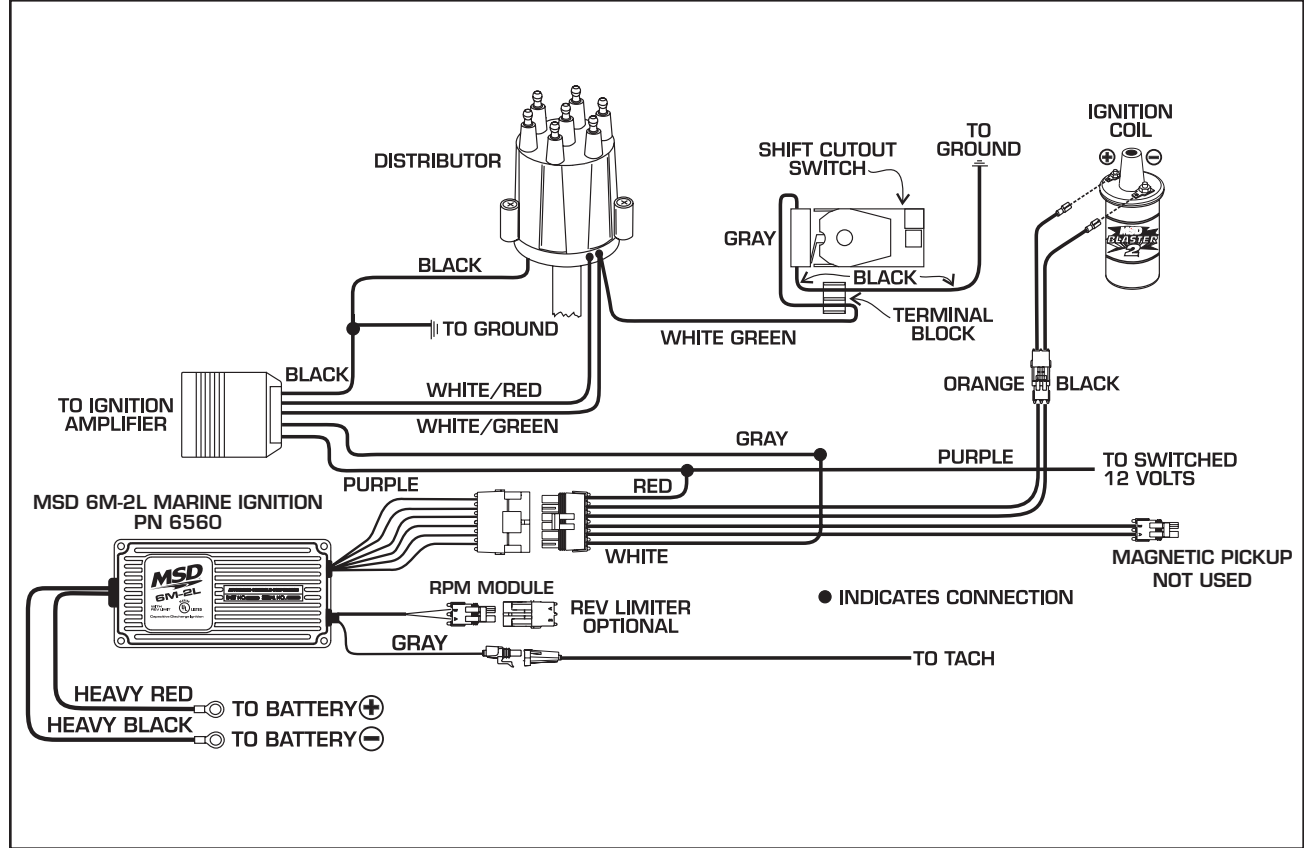 IGNITION
COIL
TO
GROUND
SHIFT CUTOUT
SWITCH
DISTRIBUTOR
GRAY
BLACK
BLACK
MSD
BLASTER
2
TERMINAL
BLOCK
TO GROUND
WHITE GREEN
BLACK
ORANGE
BLACK
WHITE/RED
TO IGNITION
AMPLIFIER
WHITE/GREEN
GRAY
PURPLE
TO SWITCHED
12 VOLTS
PURPLE
RED
MSD 6M-2L MARINE IGNITION
PN 6560
WHITE
MAGNETIC PICKUP
NOT USED
MSD
6M-2L
RPM MODULE
REV LIMITER
OPTIONAL
INDICATES CONNECTION
GRAY
TO TACH
HEAVY RED
TO BATTERY +
HEAVY BLACK
TO BATTERY −